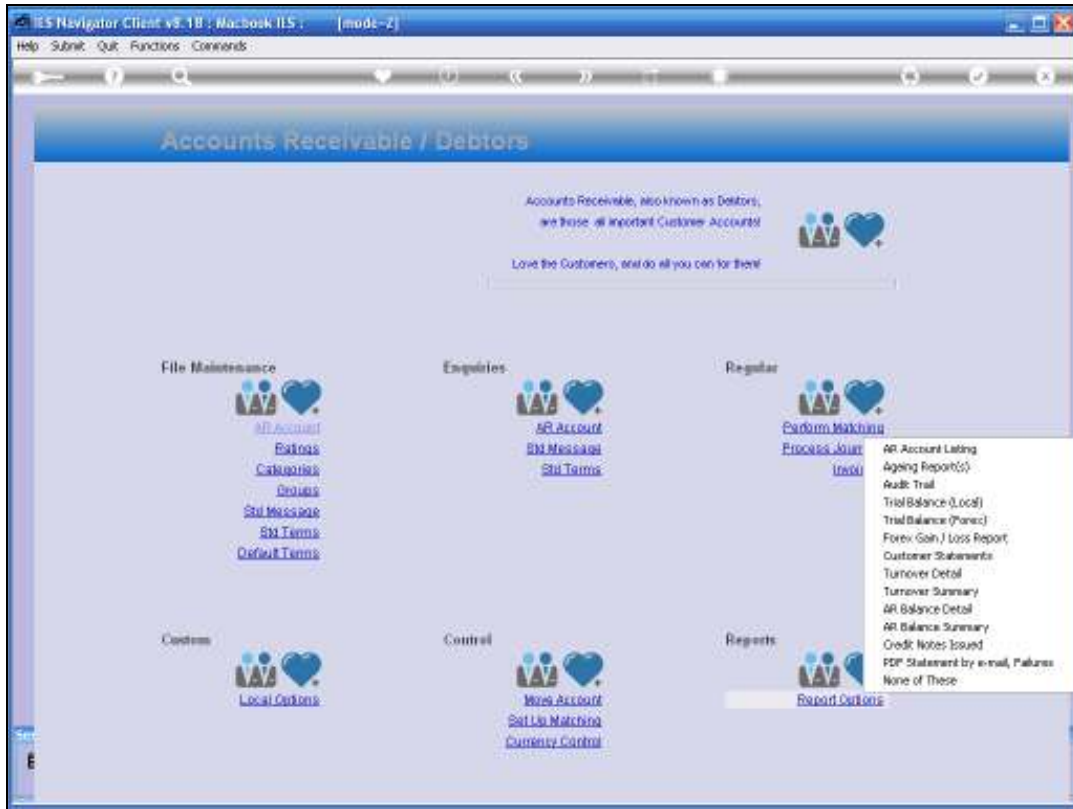 IES Navigator Client v8.18 : Macbook ILS : [mode-Z]
Help Submit Quit Functions Commands
Accounts Receivable / Debtors
Accounts Receivable, also known as Debtors,
are those all important Customer Accounts!
Love the Customers, and do all you can for them!
File Maintenance
AR Account
Ratings
Categories
Groups
Std Message
Std Terms
Default Terms
Enquiries
AR Account
Std Message
Std Terms
Regular
Perform Matching
Process Jour
Invoi
AR Account Listing
Ageing Report(s)
Audit Trail
Trial Balance (Local)
Trial Balance (Forec)
Forex Gain / Loss Report
Customer Statements
Turnover Detail
Turnover Summary
AR Balance Detail
AR Balance Summary
Credit Notes Issued
PDF Statement by e-mail, Failures
None of These
Custom
Local Options
Control
Move Account
Set Up Matching
Currency Control
Reports
Report Options